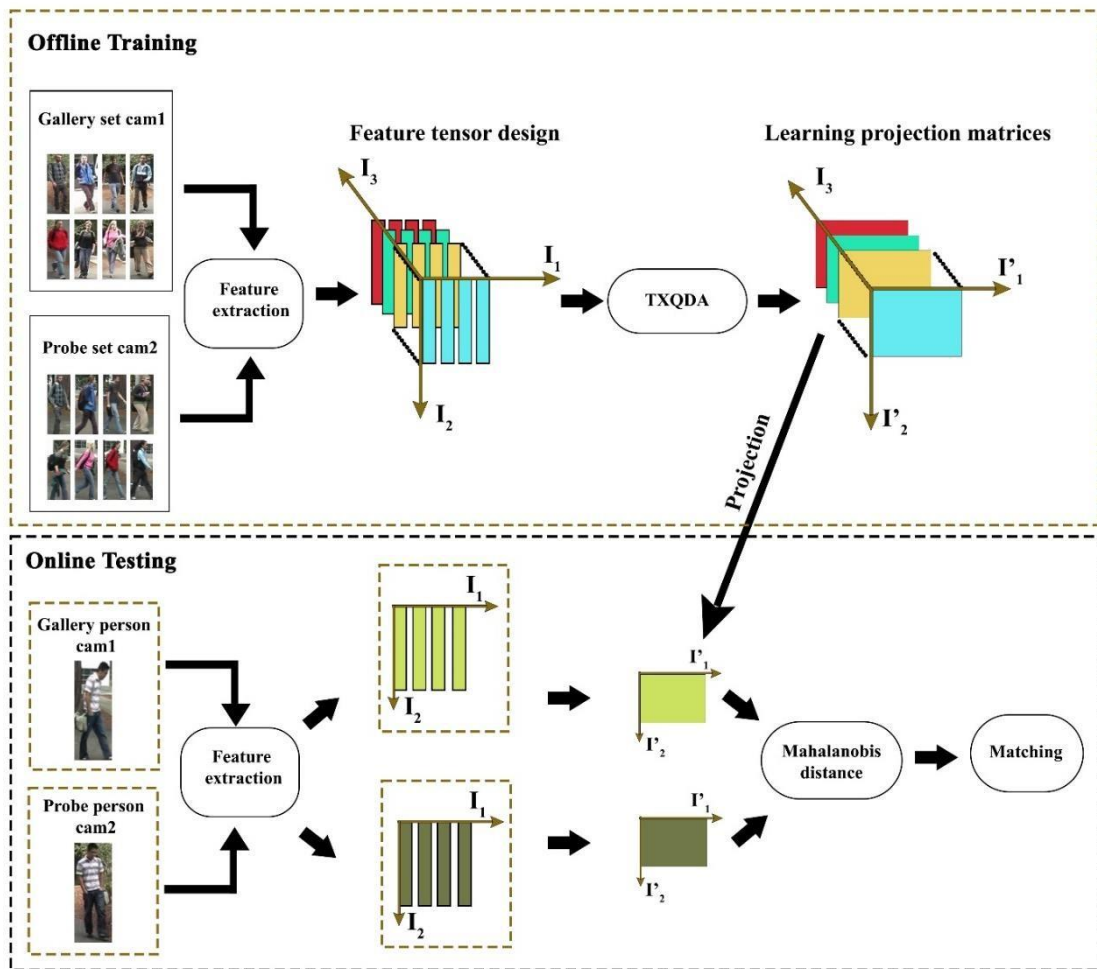 Offline Training
Gallery set cam1
Probe set cam2
Feature
extraction
Feature tensor design
I3
I1
I2
TXQDA
Learning projection matrices
I3
I'1
I'2
Projection
Online Testing
Gallery person
cam1
Probe person
cam2
Feature
extraction
I1
I2
I1
I2
I'1
I'2
I'1
I'2
Mahalanobis
distance
Matching